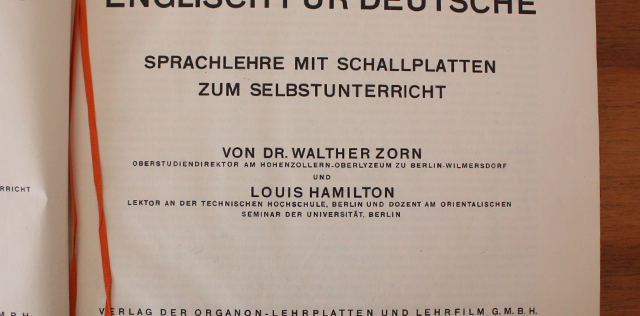 ENGLISCH FÜR DEUTSCHE
SPRACHLEHRE MIT SCHALLPLATTEN
ZUM SELBSTUNTERRICHT
VON DR. WALTHER ZORN
OBERSTUDIENDIREKTOR AM HOHENZOLLERN-OBERLYZEUM ZU BERLIN-WILMERSDORF
UND
LOUIS HAMILTON
LEKTOR AN DER TECHNISCHEN HOCHSCHULE, BERLIN UND DOZENT AM ORIENTALISCHEN
SEMINAR DER UNIVERSITÄT, BERLIN
VERLAG DER ORGANON-LEHRPLATTEN UND LEHRFILM G.M.B.H.